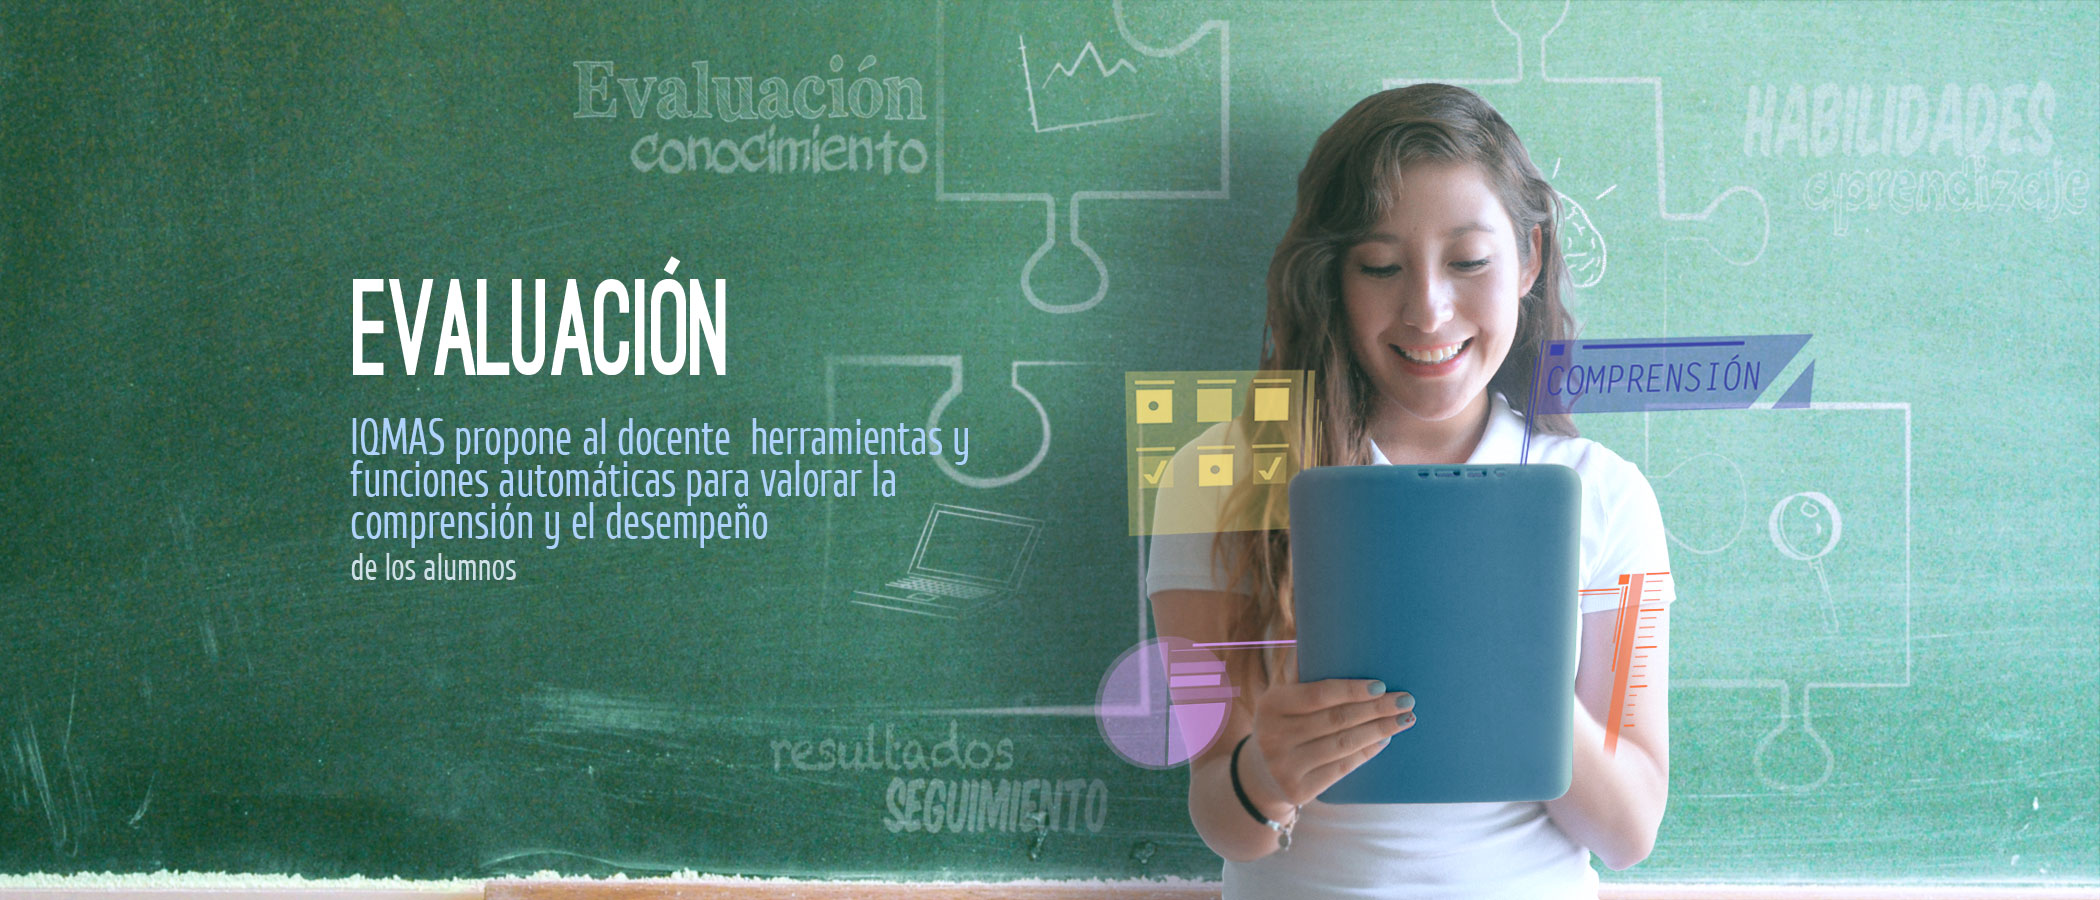 Evaluación
conocimiento
HABILIDADES
aprendizaje
EVALUACIÓN
IQMAS propone al docente herramientas y
funciones automáticas para valorar la
comprensión y el desempeño
de los alumnos
COMPRENSIÓN
resultados
SEGUIMIENTO